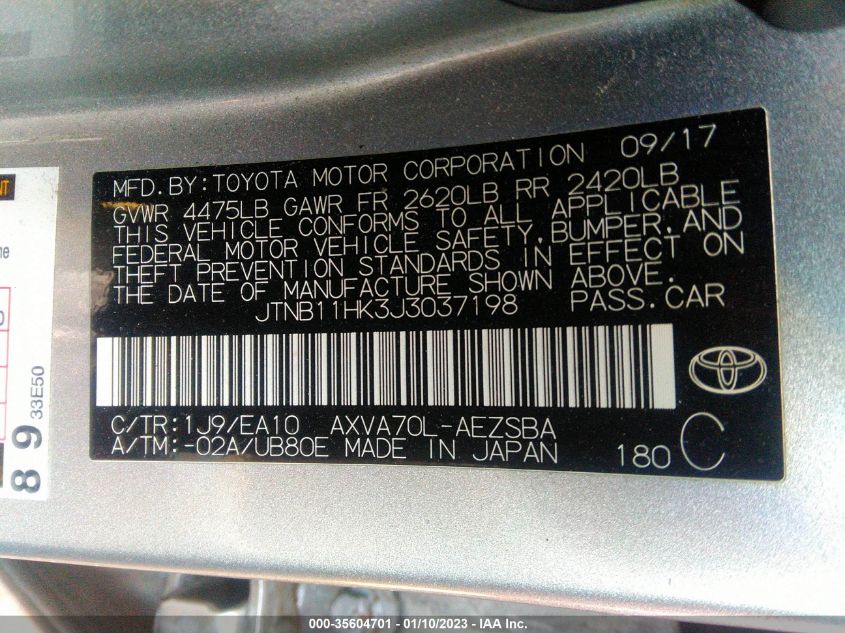 MFD.BY:TOYOTA MOTOR CORPORATION 09/17
GVWR 4475LB GAWR FR 2620LB RR 2420LB
THIS VEHICLE CONFORMS TO ALL APPLICABLE
FEDERAL MOTOR VEHICLE SAFETY,BUMPER,AND
THEFT PREVENTION STANDARDS IN EFFECT ON
THE DATE OF MANUFACTURE SHOWN ABOVE.
JTNB11HK3J3037198 PASS.CAR
C/TR:1J9/EA10 AXVA70L-AEZSBA
A/TM:-02A/UB80E MADE IN JAPAN 180 C
89 33E50
000-35604701 - 01/10/2023 - IAA Inc.